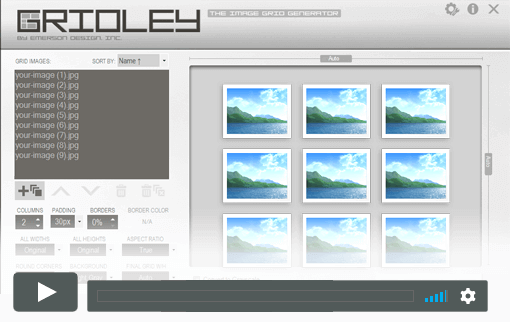 GRIDLEY
THE IMAGE GRID GENERATOR
BY EMERSON DESIGN, INC.
GRID IMAGES: SORT BY: Name ↑
Auto
your-image (1).jpg
your-image (2).jpg
your-image (3).jpg
your-image (4).jpg
your-image (5).jpg
your-image (6).jpg
your-image (7).jpg
your-image (8).jpg
your-image (9).jpg
Auto
COLUMNS PADDING BORDERS BORDER COLOR
2 30px 0% N/A
ALL WIDTHS ALL HEIGHTS ASPECT RATIO
Original Original True
ROUND CORNERS BACKGROUND